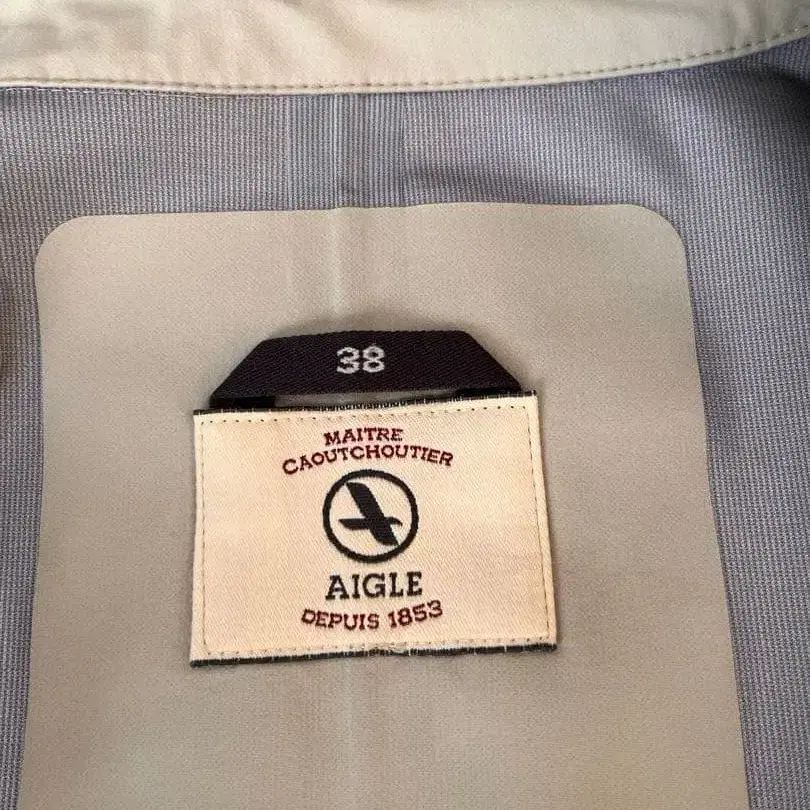 38
MAITRE
CAOUTCHOUTIER
AIGLE
DEPUIS 1853